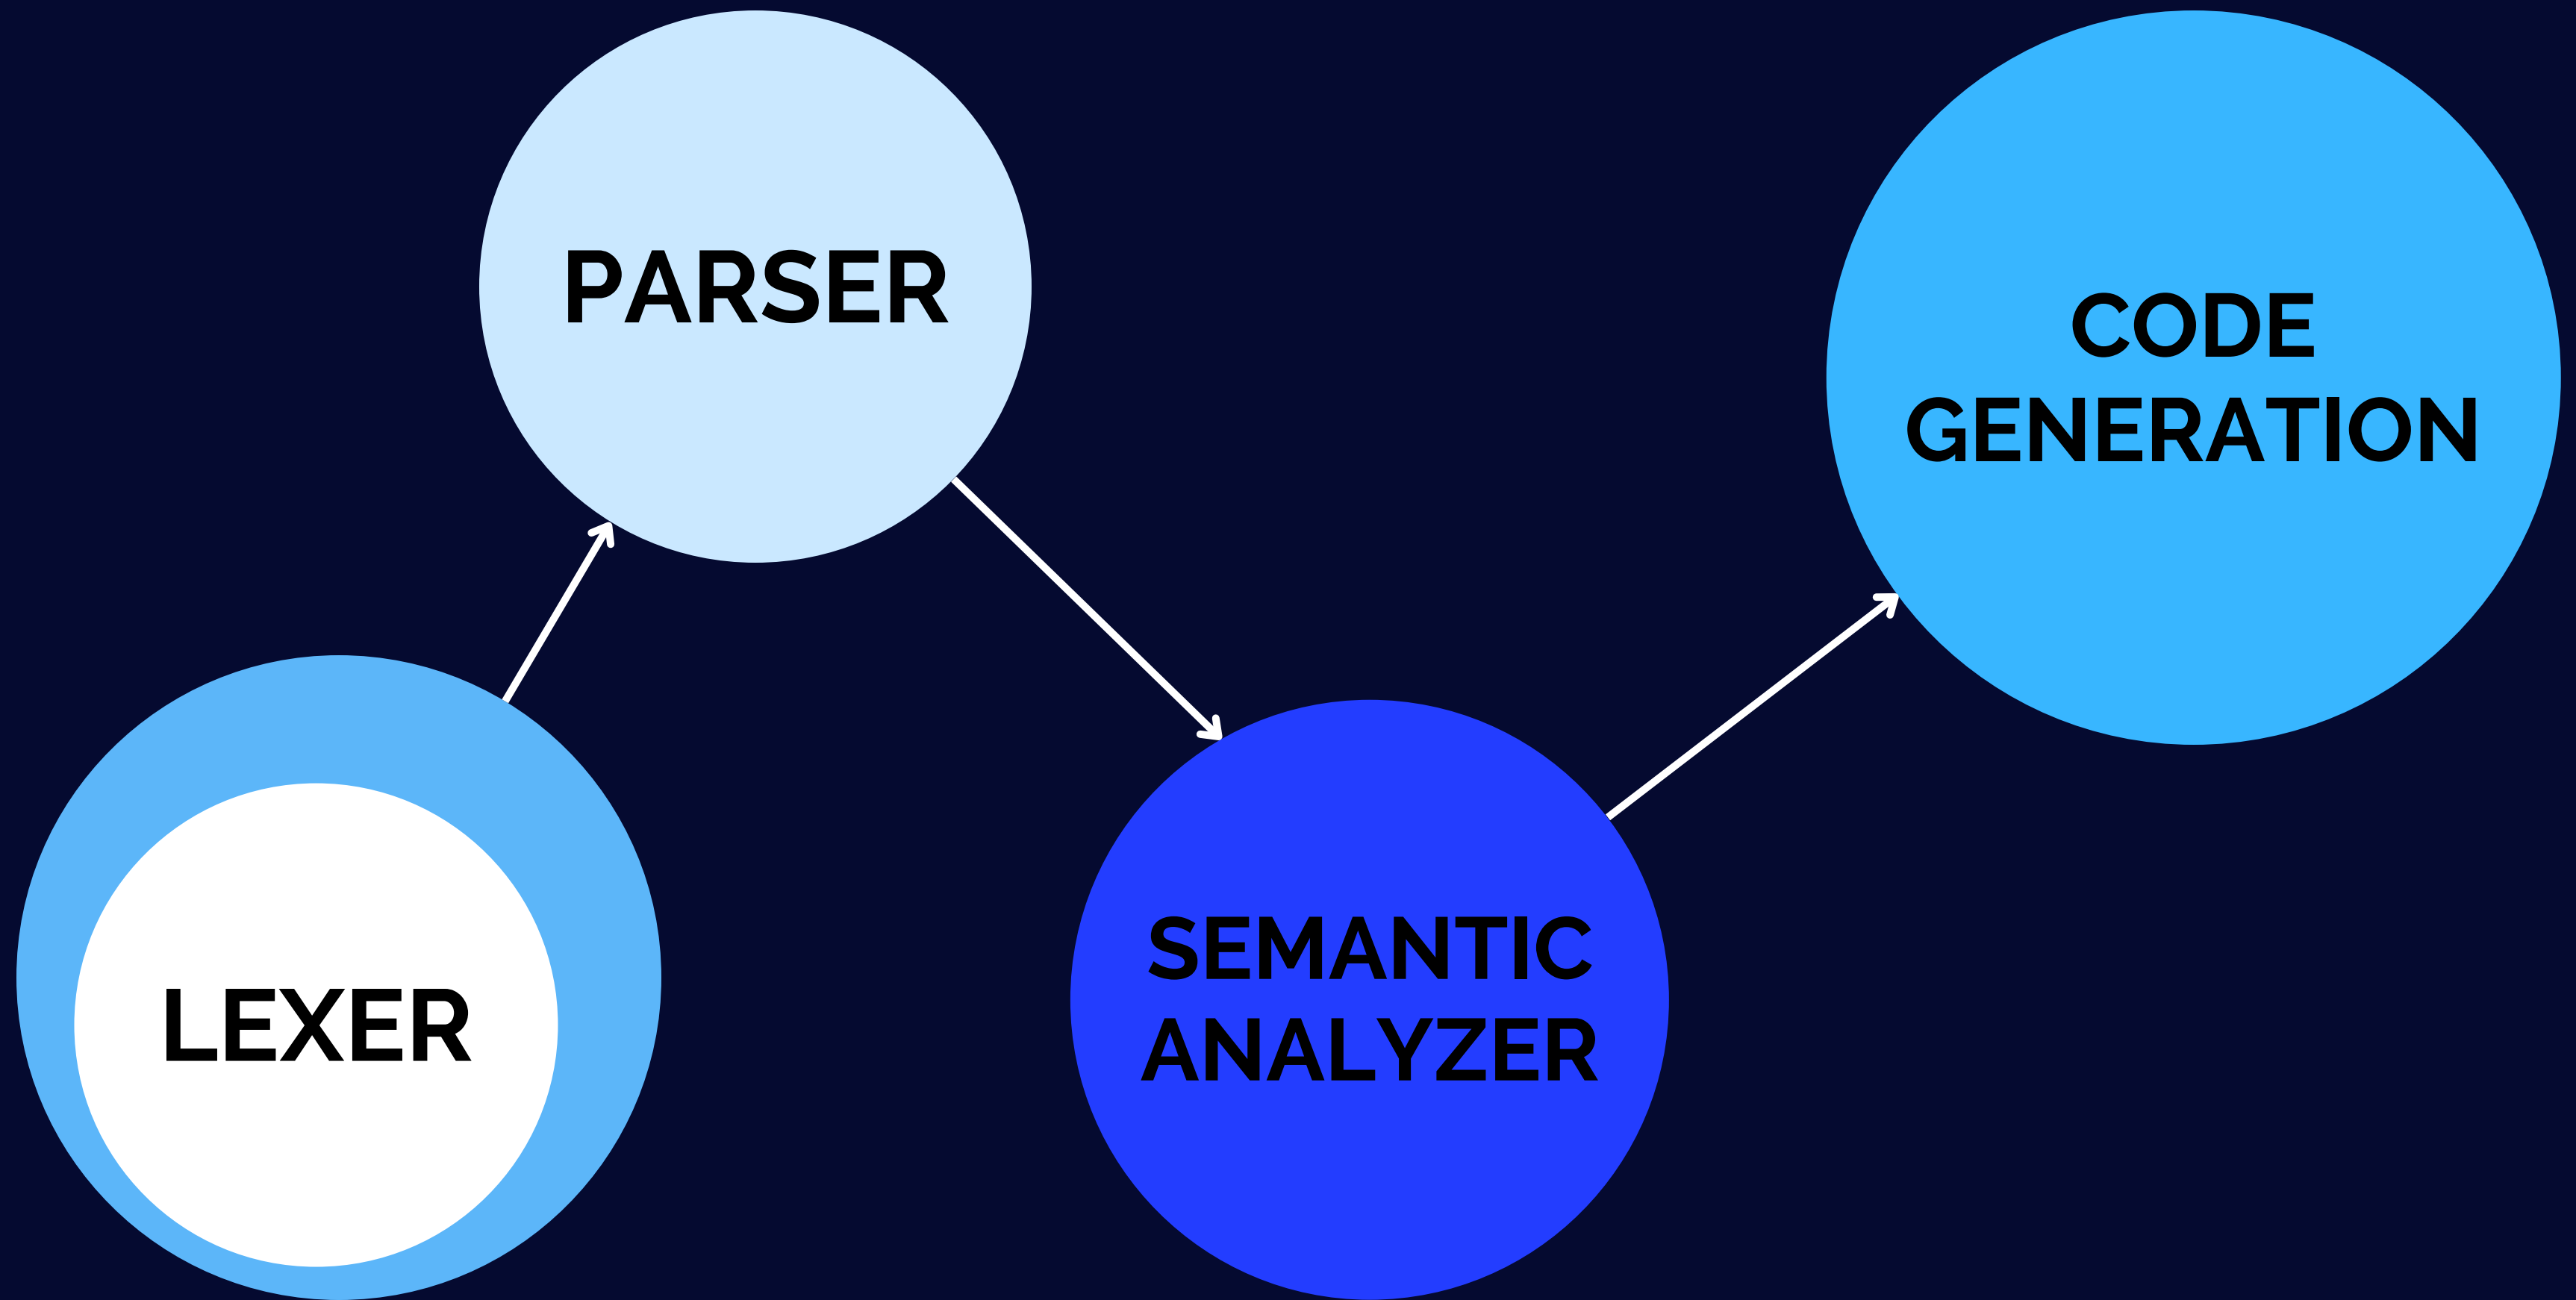 LEXER
PARSER
SEMANTIC
ANALYZER
CODE
GENERATION